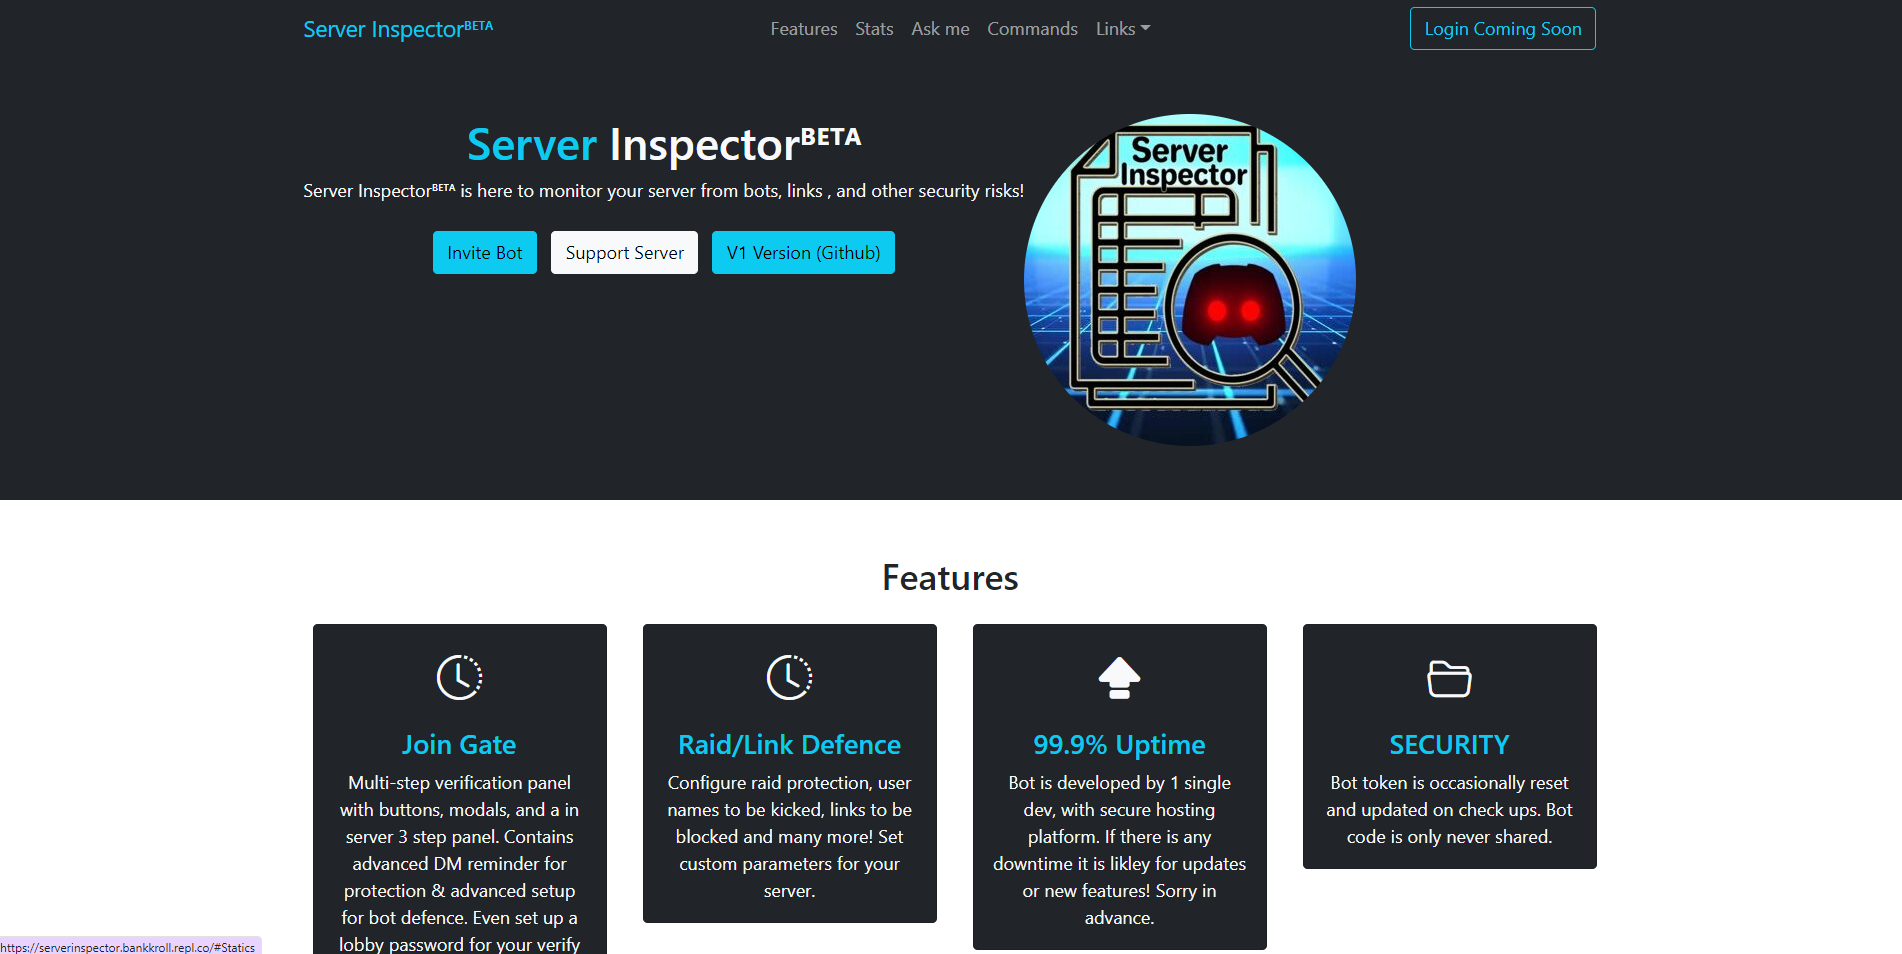 Server InspectorBETA
Features Stats Ask me Commands Links
Login Coming Soon
Server InspectorBETA
Server InspectorBETA is here to monitor your server from bots, links , and other security risks!
Invite Bot
Support Server
V1 Version (Github)
Server
Inspector
Features
Join Gate
Multi-step verification panel
with buttons, modals, and a in
server 3 step panel. Contains
advanced DM reminder for
protection & advanced setup
for bot defence. Even set up a
lobby password for your verify
Raid/Link Defence
Configure raid protection, user
names to be kicked, links to be
blocked and many more! Set
custom parameters for your
server.
99.9% Uptime
Bot is developed by 1 single
dev, with secure hosting
platform. If there is any
downtime it is likley for updates
or new features! Sorry in
advance.
SECURITY
Bot token is occasionally reset
and updated on check ups. Bot
code is only never shared.
https://serverinspector.bankkroll.repl.co/#Statics